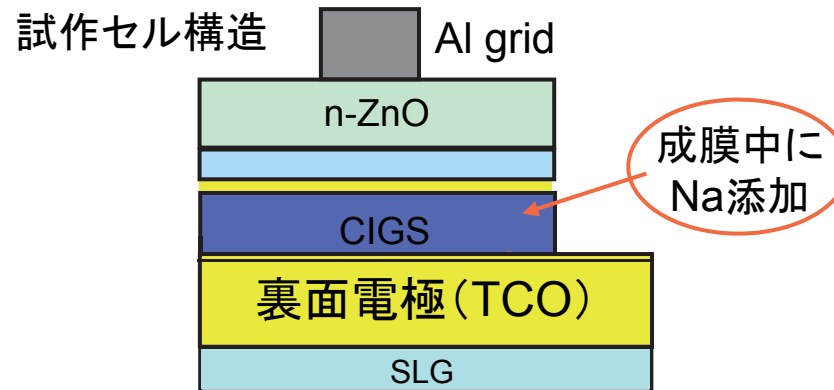 試作セル構造
Al grid
n-ZnO
成膜中に
Na添加
CIGS
裏面電極（TCO）
SLG